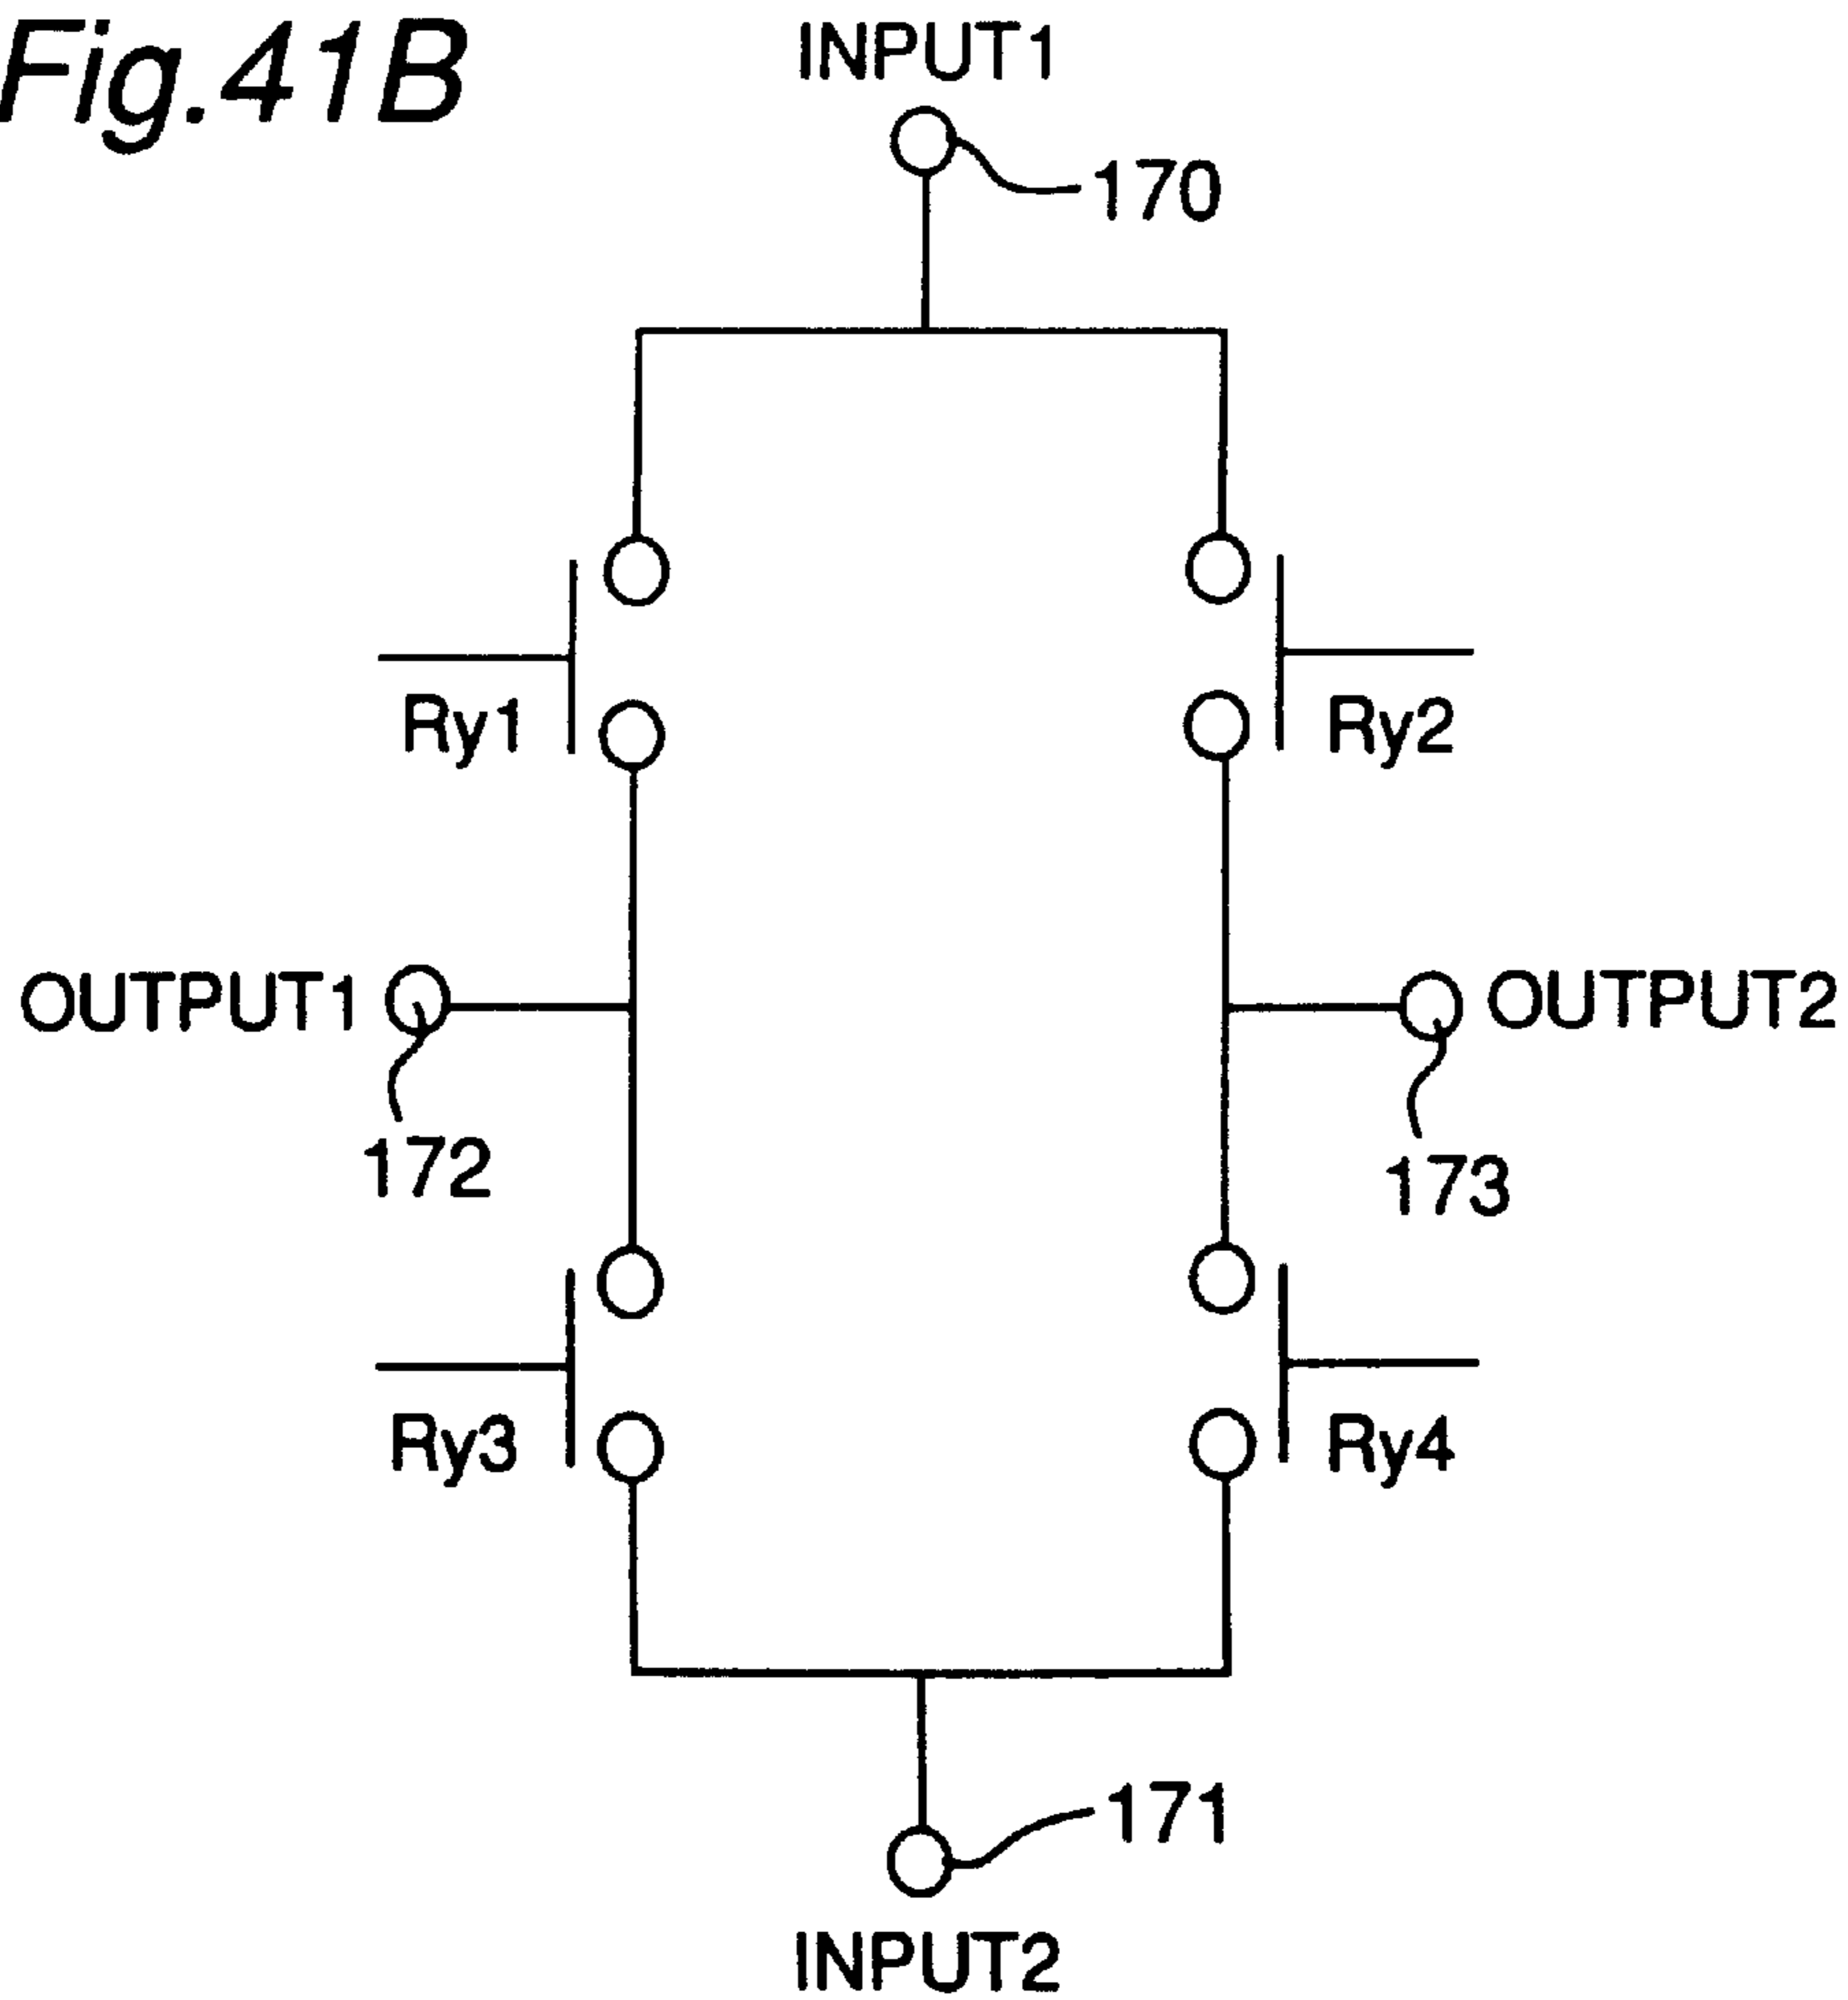 Fig.41B
INPUT1
170
Ry1
Ry2
OUTPUT1
OUTPUT2
172
173
Ry3
Ry4
171
INPUT2